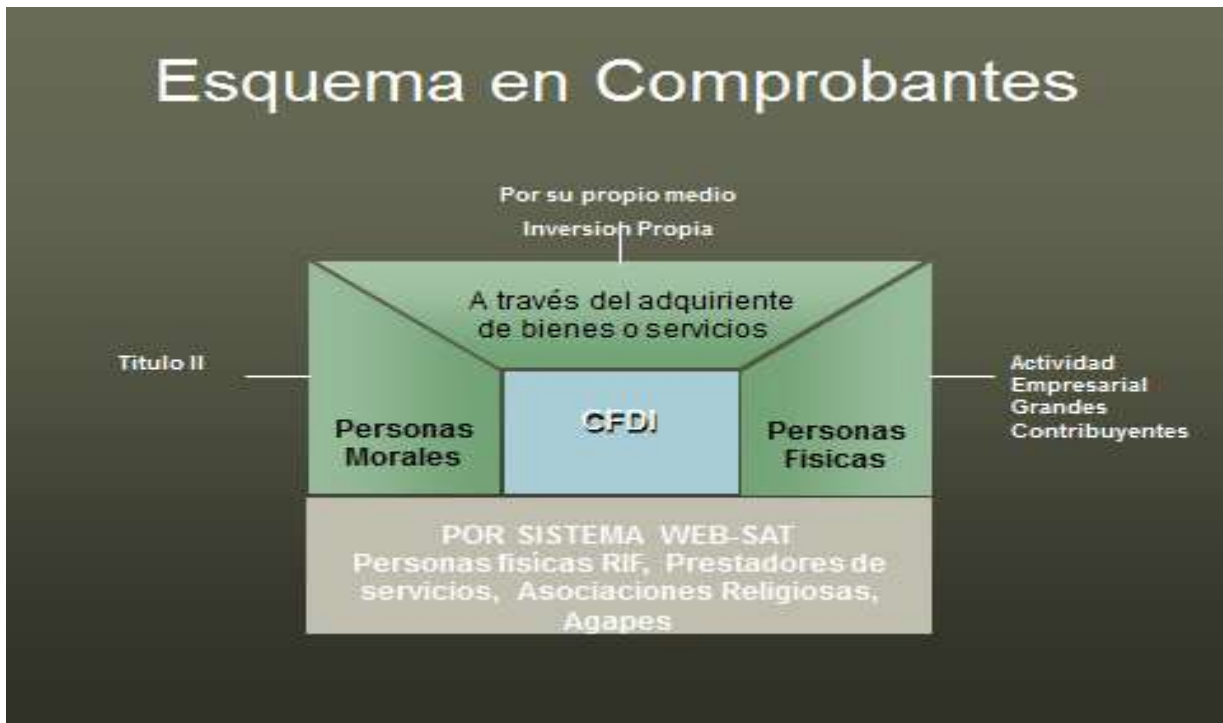 Esquema en Comprobantes
Por su propio medio
Inversion Propia
A través del adquiriente
de bienes o servicios
Titulo II
Personas
Morales
CFDI
Personas
Físicas
Actividad
Empresarial
Grandes
Contribuyentes
POR SISTEMA WEB-SAT
Personas fisícas RIF, Prestadores de
servicios, Asociaciones Religiosas,
Agapes